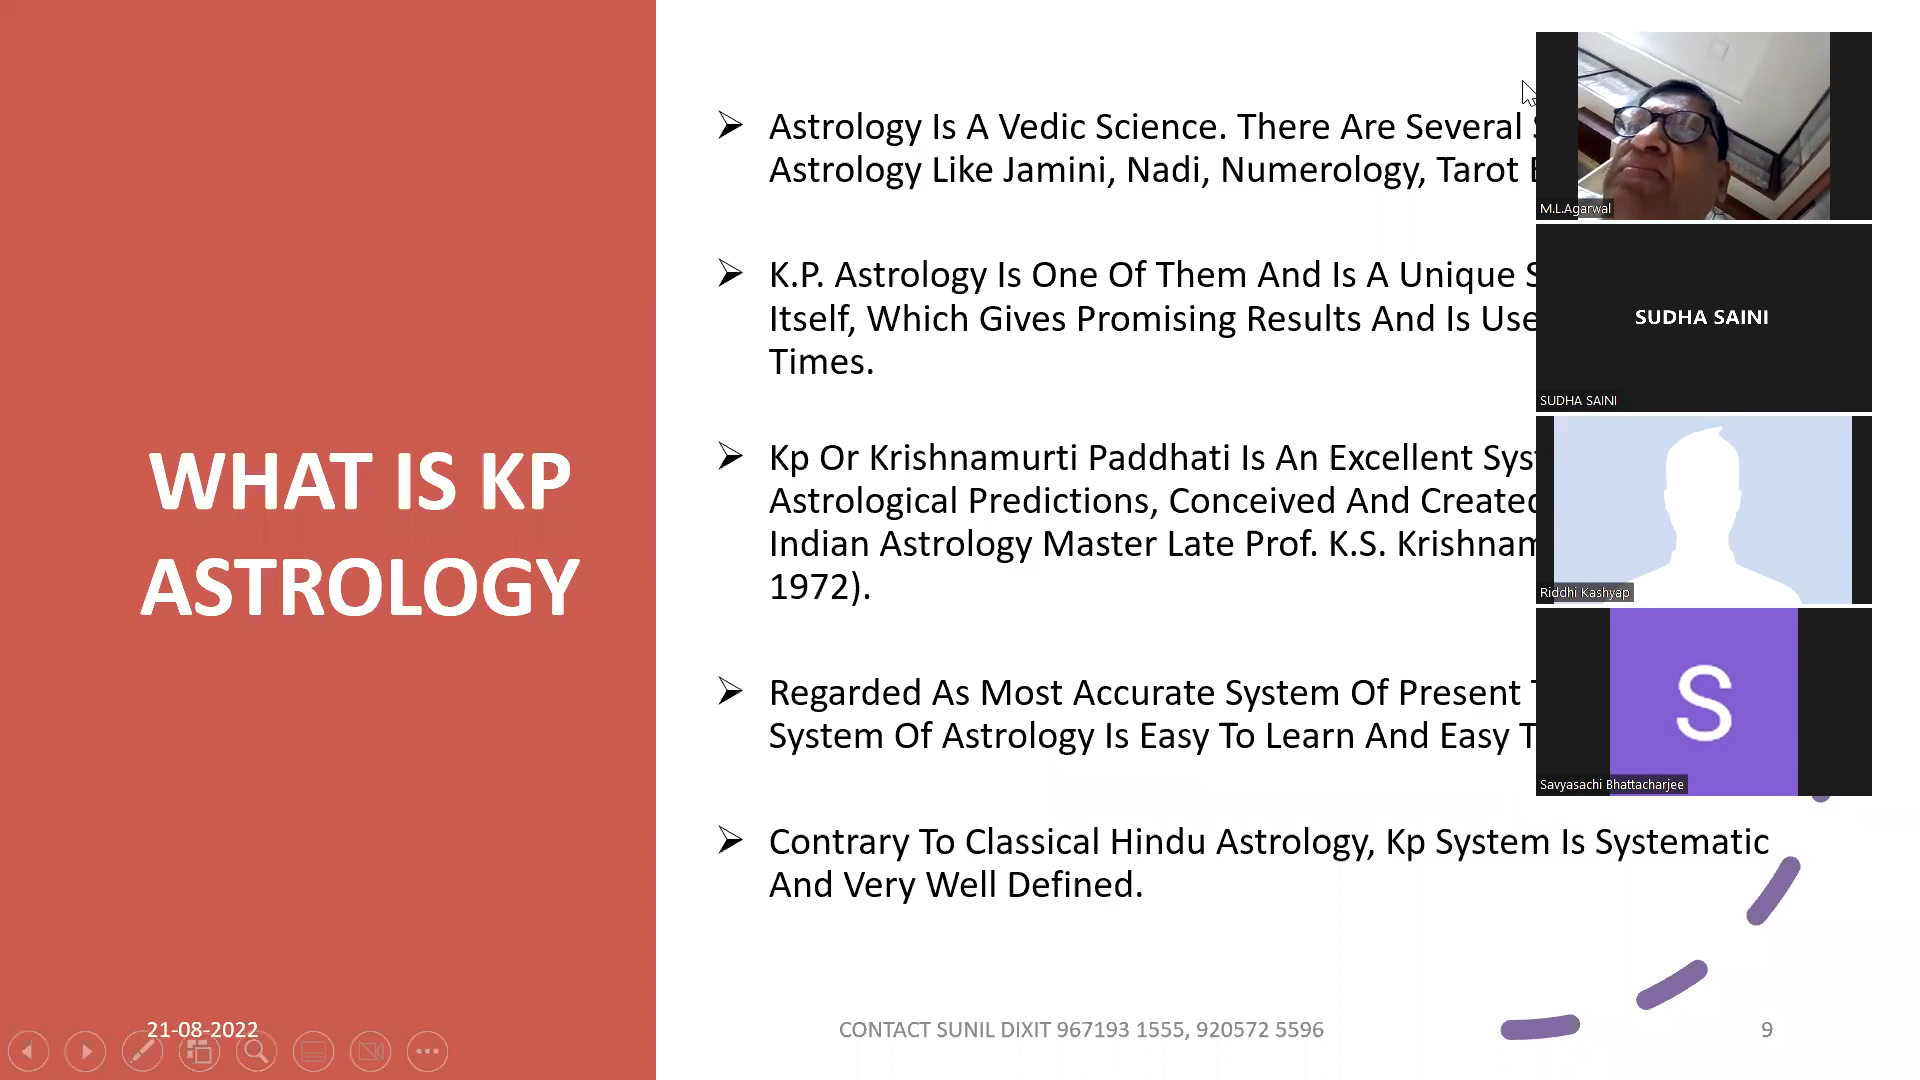 WHAT IS KP
ASTROLOGY
Astrology Is A Vedic Science. There Are Several
Astrology Like Jamini, Nadi, Numerology, Tarot
K.P. Astrology Is One Of Them And Is A Unique
Itself, Which Gives Promising Results And Is
Times.
Kp Or Krishnamurti Paddhati Is An Excellent
Astrological Predictions, Conceived And Created
Indian Astrology Master Late Prof. K.S.
1972).
Regarded As Most Accurate System Of Present
System Of Astrology Is Easy To Learn And Easy
Contrary To Classical Hindu Astrology, Kp System Is Systematic
And Very Well Defined.
M.L.Agarwal
SUDHA SAINI
SUDHA SAINI
Riddhi Kashyap
S
Savyasachi Bhattacharjee
21-08-2022
CONTACT SUNIL DIXIT 967193 1555, 920572 5596
9